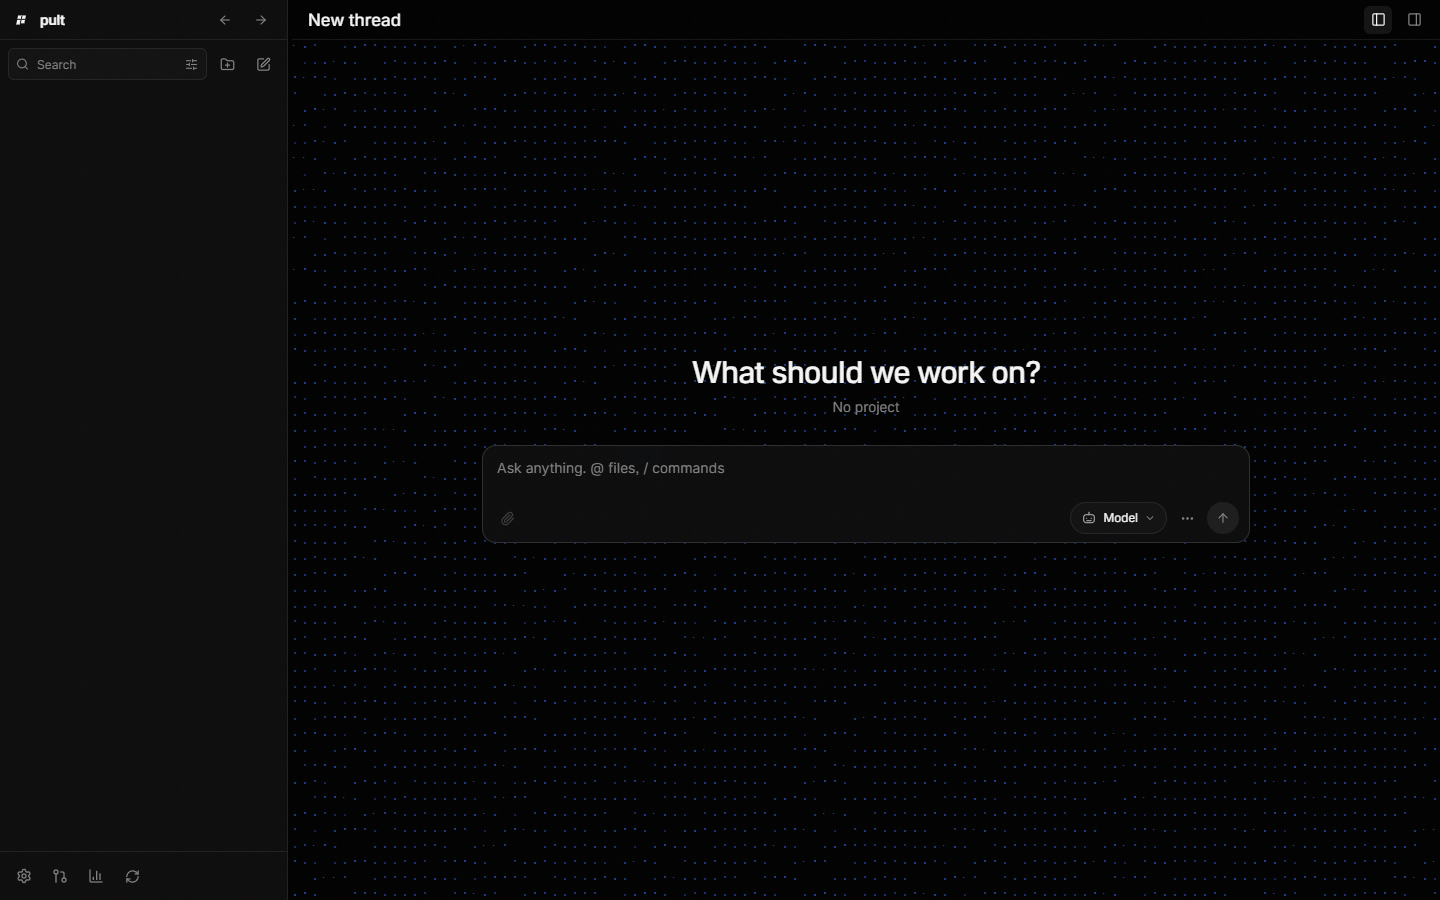 pult
New thread
Search
What should we work on?
No project
Ask anything. @ files, / commands
Model